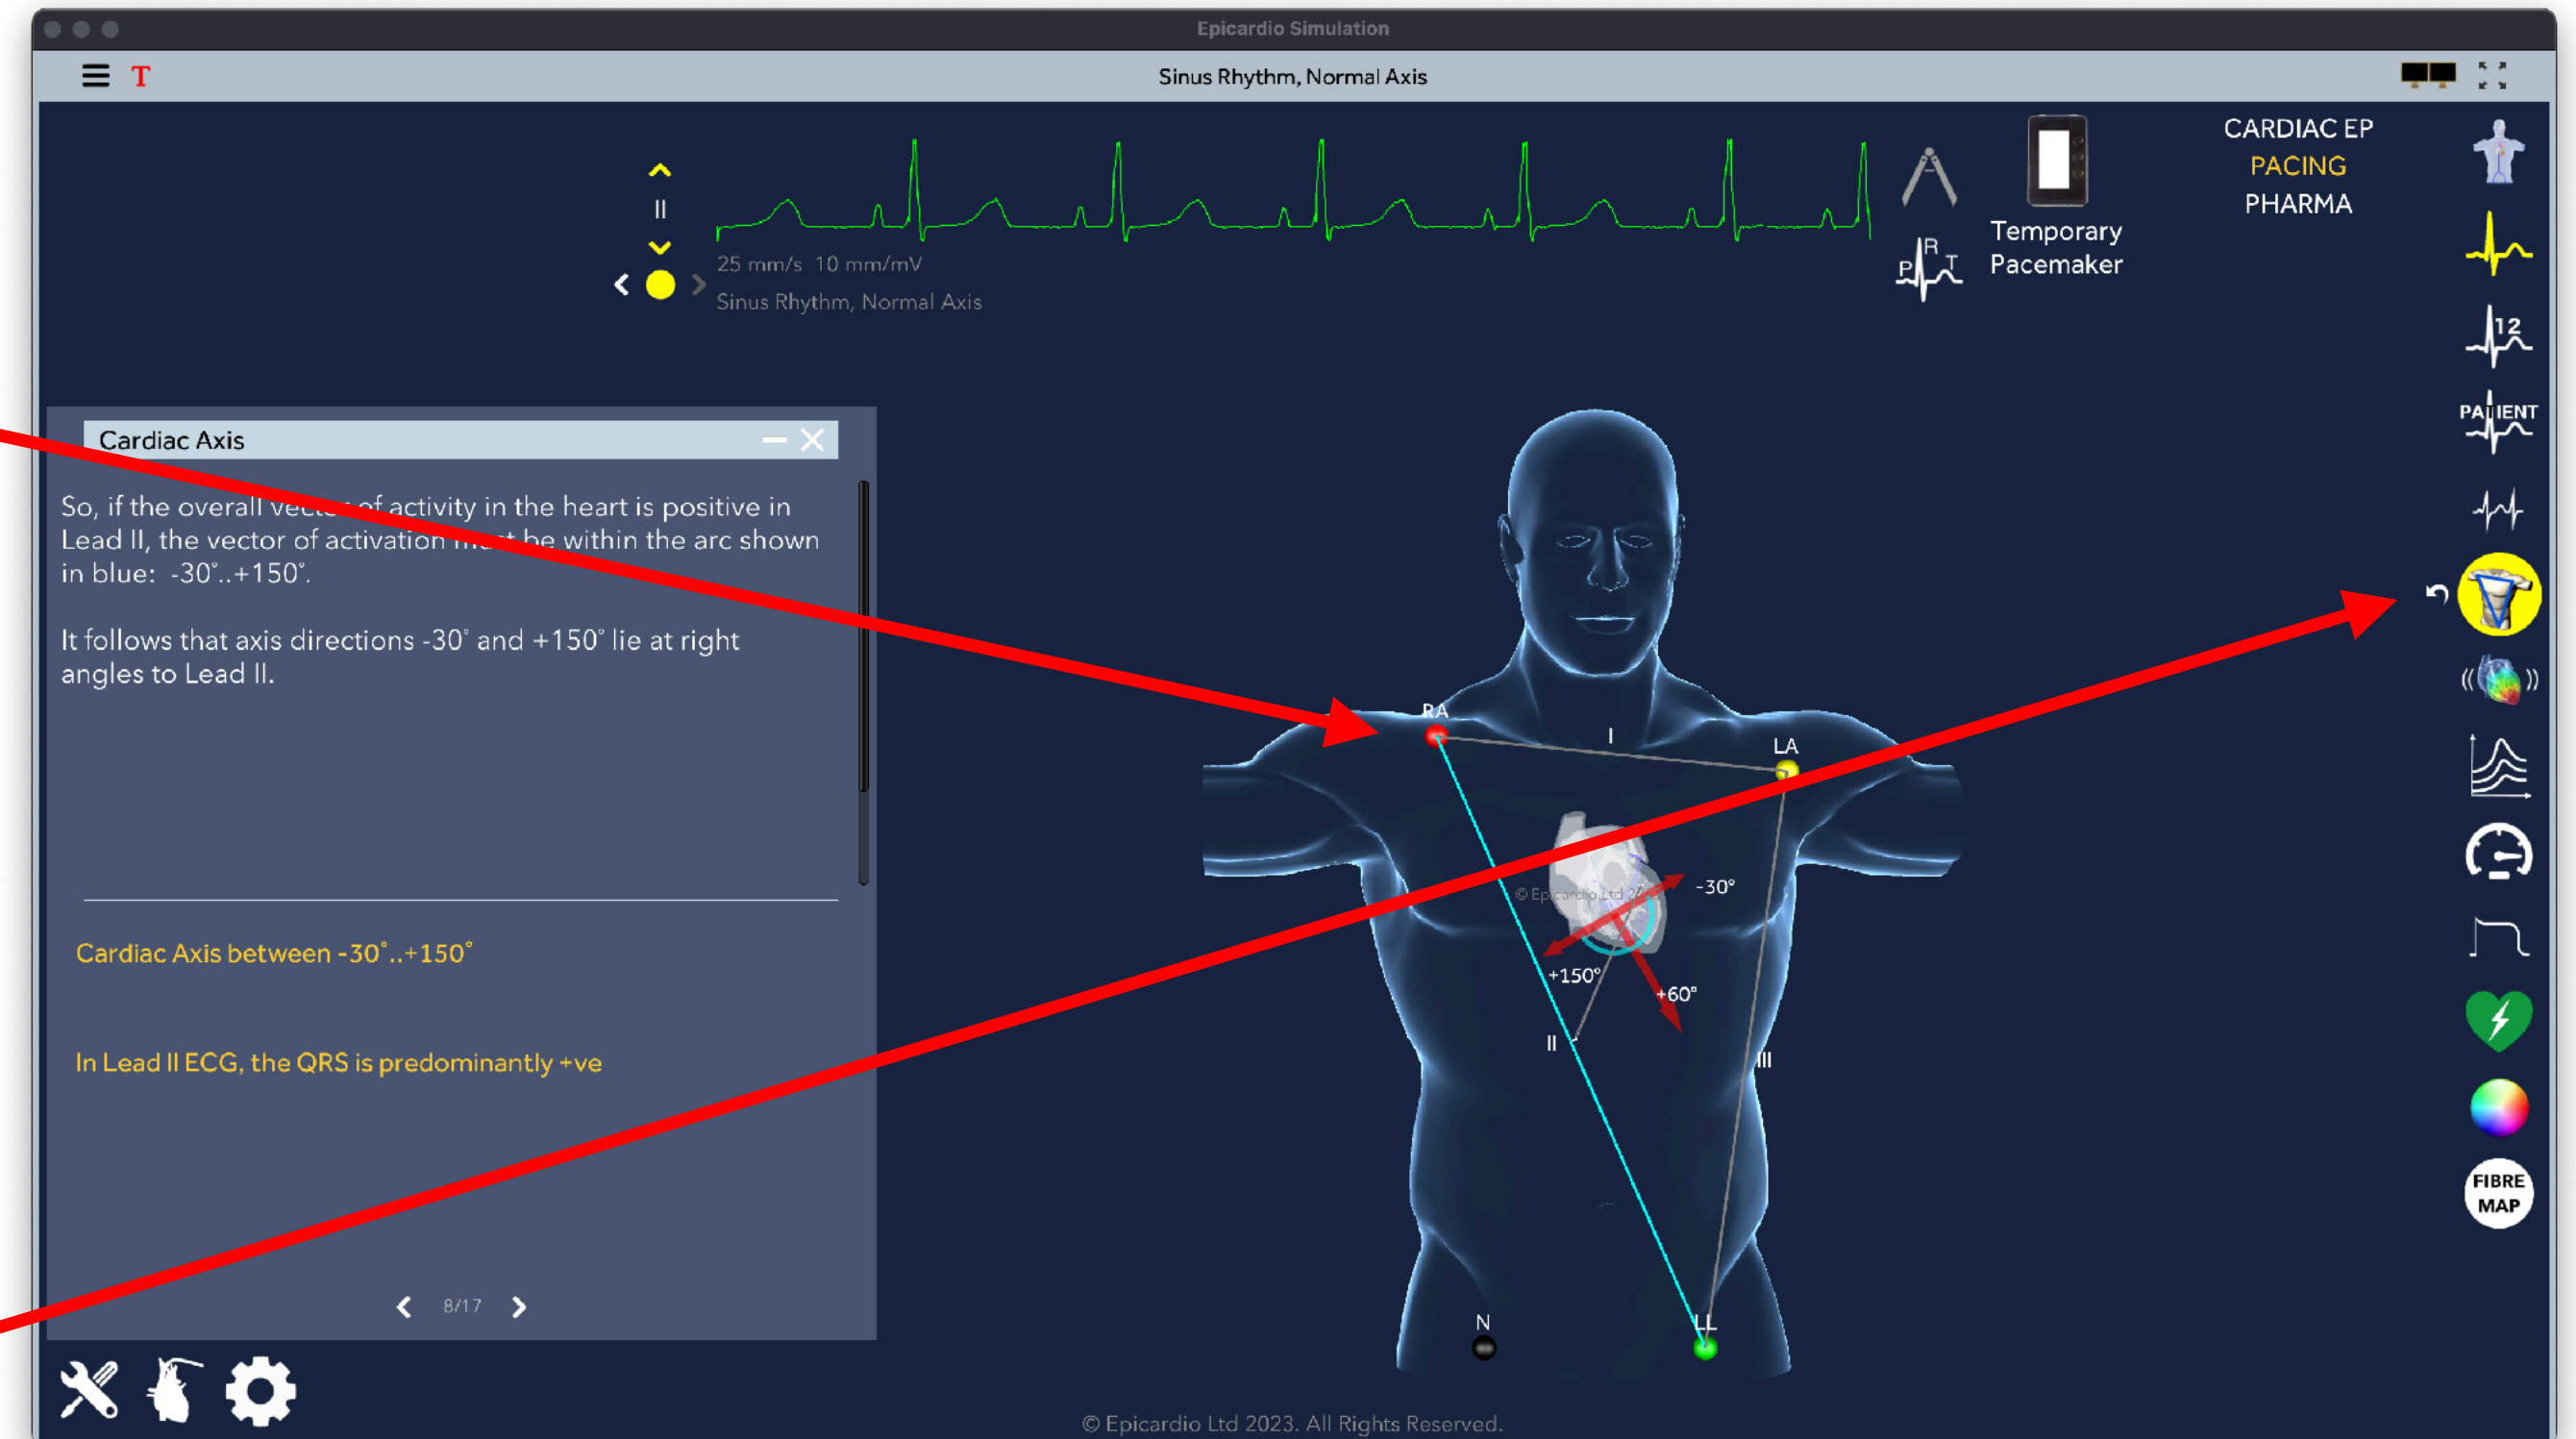 Epicardio Simulation
T
Sinus Rhythm, Normal Axis
II
25 mm/s 10 mm/mV
Sinus Rhythm, Normal Axis
P R T
Temporary
Pacemaker
CARDIAC EP
PACING
PHARMA
12
PATIENT
FIBRE
MAP
Cardiac Axis
So, if the overall vector of activity in the heart is positive in
Lead II, the vector of activation must be within the arc shown
in blue: -30°..+150°.
It follows that axis directions -30° and +150° lie at right
angles to Lead II.
Cardiac Axis between -30°..+150°
In Lead II ECG, the QRS is predominantly +ve
8/17
RA
I
LA
-30°
© Epicardio Ltd
+150°
+60°
II
III
N
LL
© Epicardio Ltd 2023. All Rights Reserved.